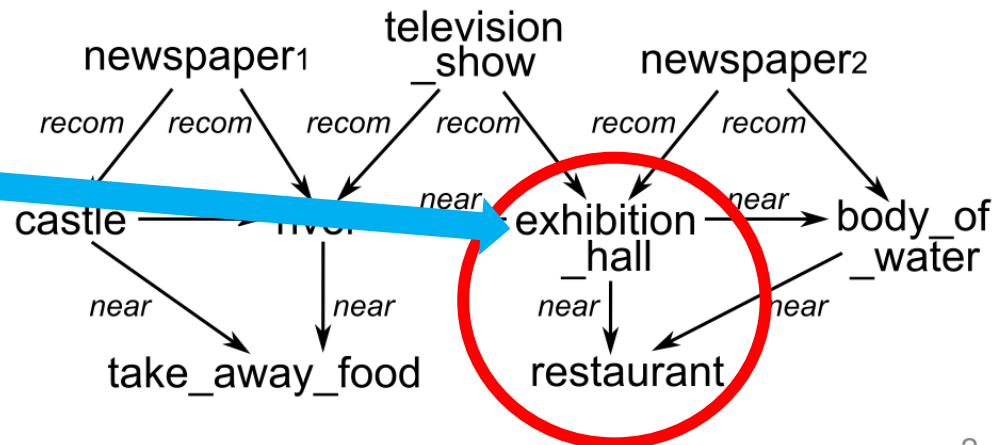 television
_show
newspaper1
newspaper2
recom recom recom recom recom recom
near near
castle
exhibition
_hall
body_of
_water
near near near near
take_away_food
restaurant